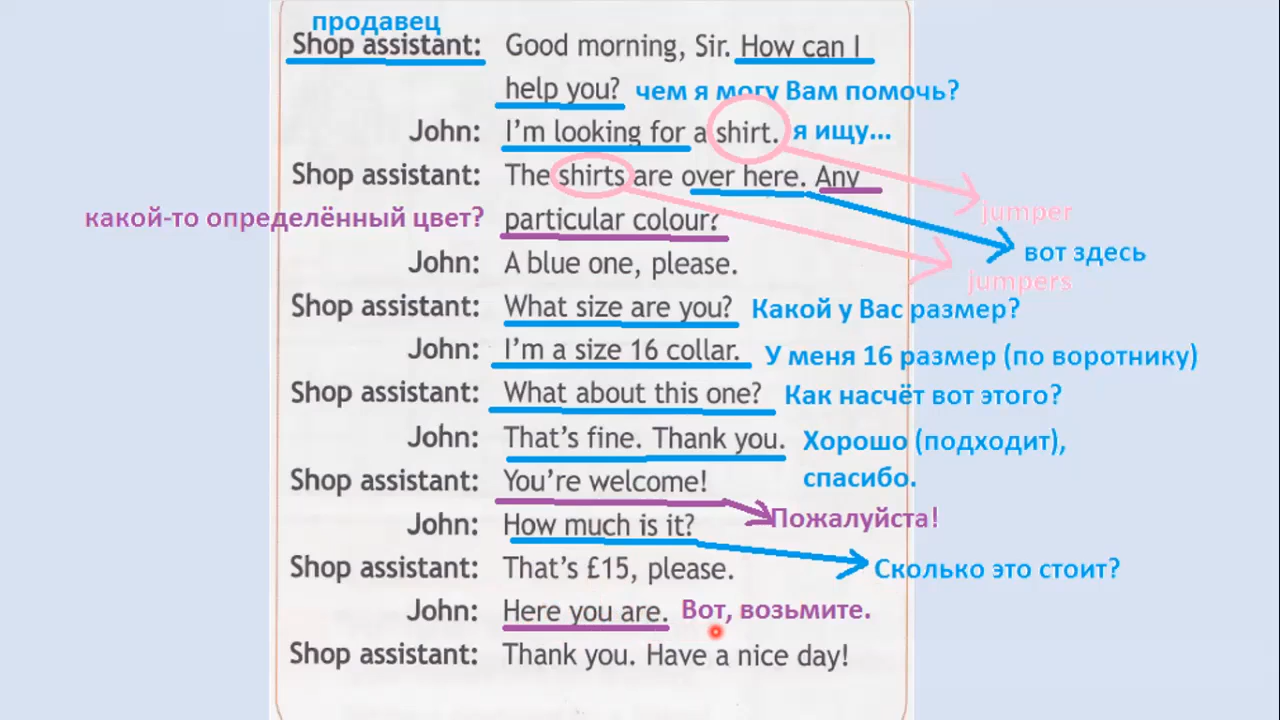 продавец
Shop assistant: Good morning, Sir. How can I
help you? чем я могу Вам помочь?
John: I'm looking for a shirt. я ищу...
Shop assistant: The shirts are over here. Any
jumper
какой-то определённый цвет? particular colour?
вот здесь
John: A blue one, please.
jumpers
Shop assistant: What size are you? Какой у Вас размер?
John: I'm a size 16 collar. У меня 16 размер (по воротнику)
Shop assistant: What about this one? Как насчёт вот этого?
John: That's fine. Thank you. Хорошо (подходит),
спасибо.
Shop assistant: You're welcome!
Пожалуйста!
John: How much is it?
Shop assistant: That's £15, please. Сколько это стоит?
John: Here you are. Вот, возьмите.
Shop assistant: Thank you. Have a nice day!